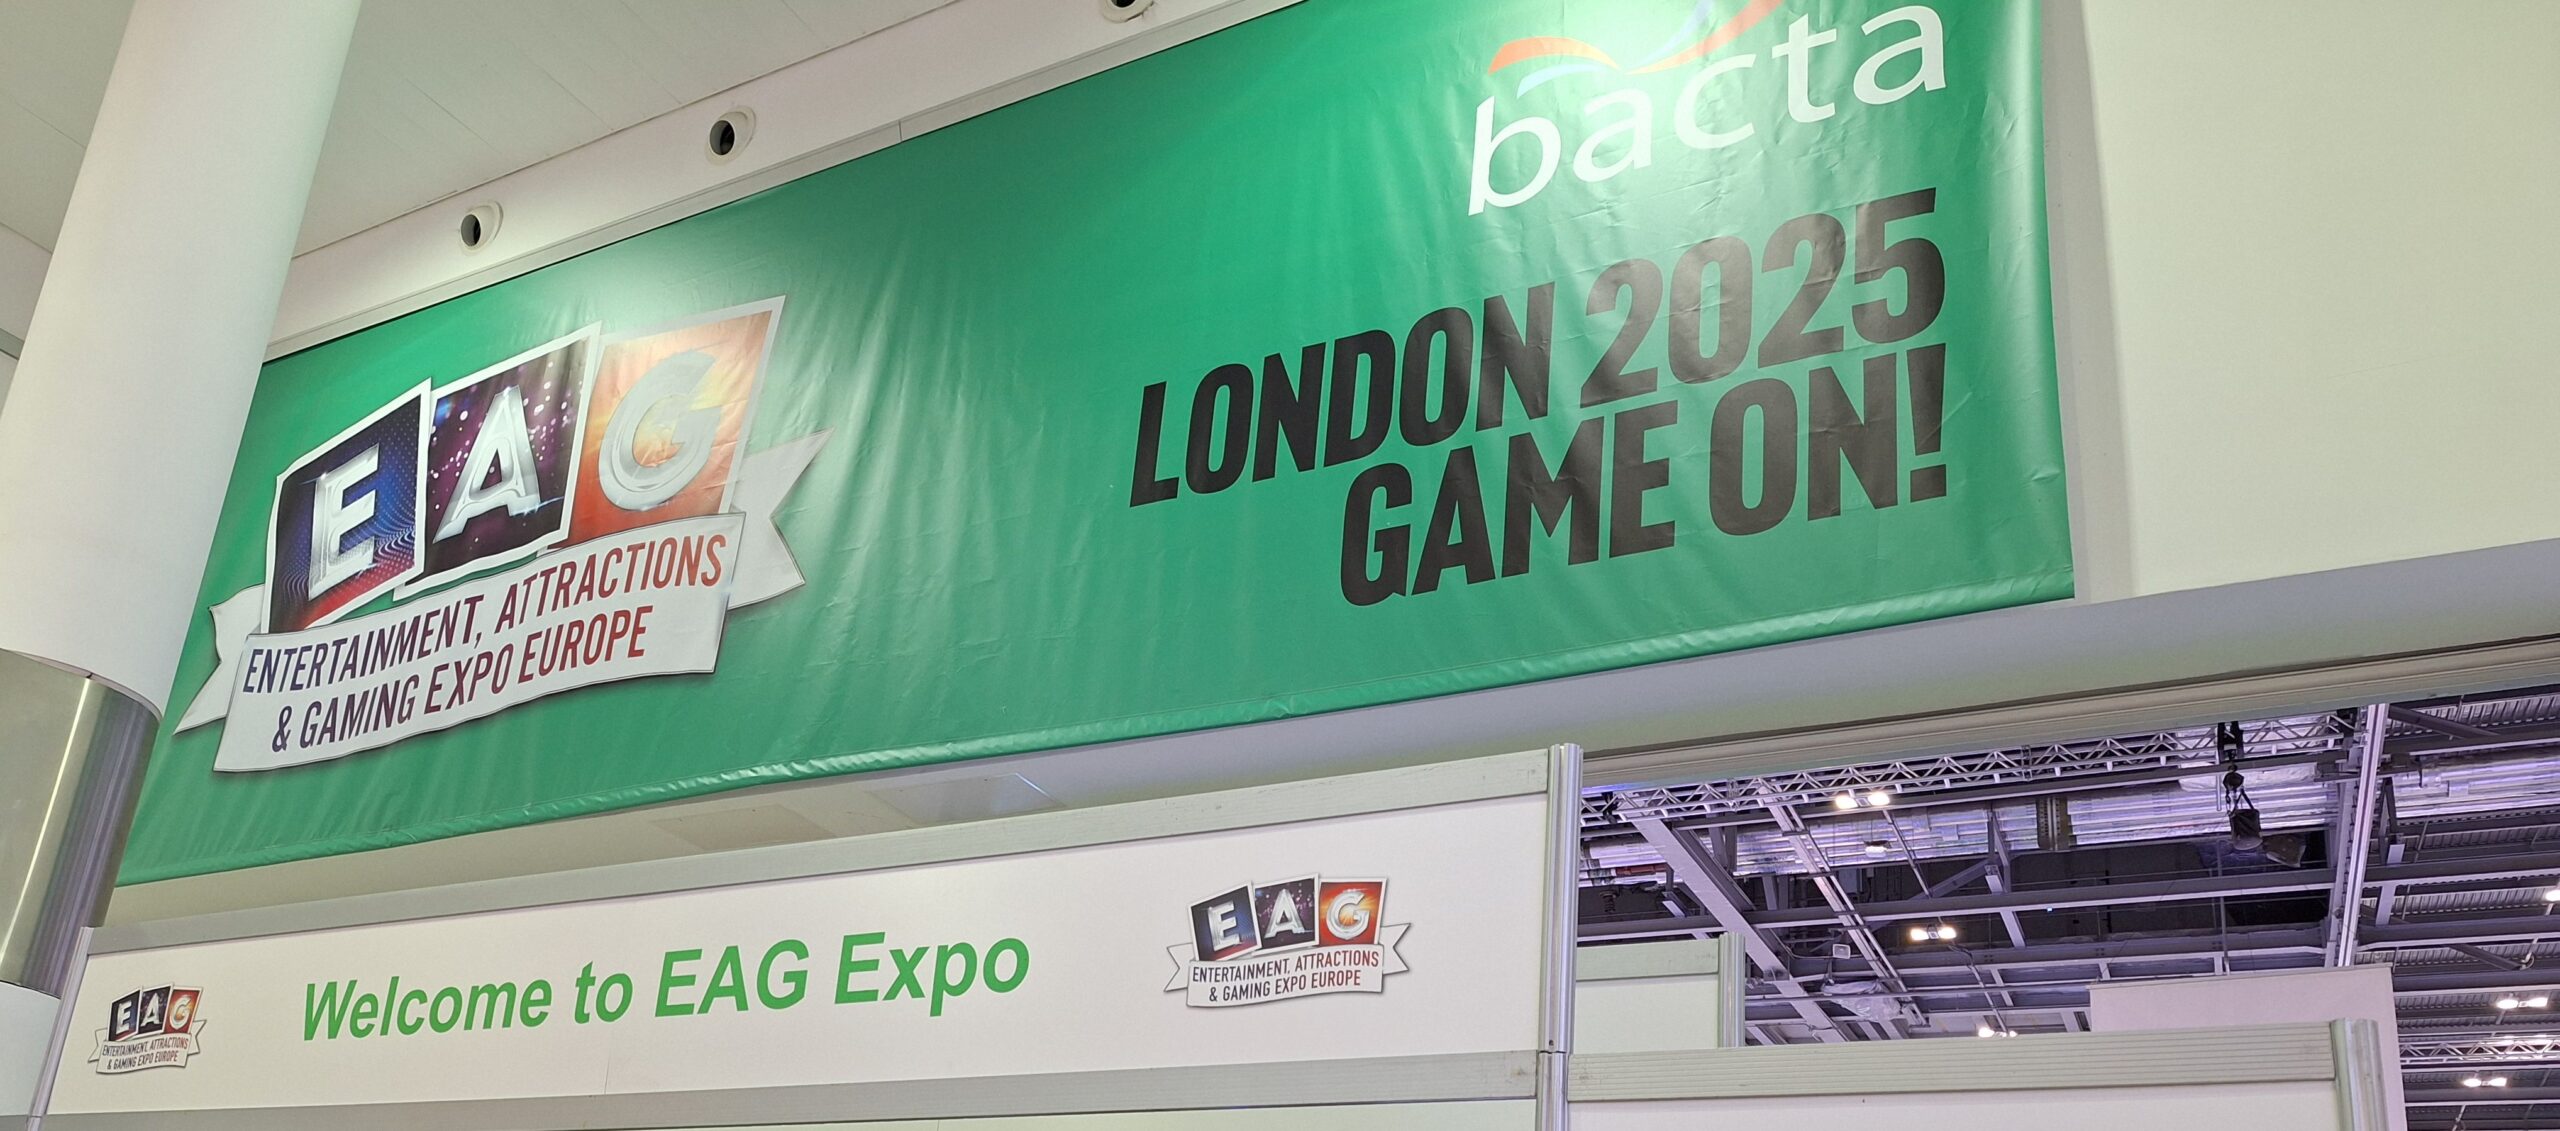 bacta
LONDON 2025
GAME ON!
EAG
ENTERTAINMENT, ATTRACTIONS
& GAMING EXPO EUROPE
Welcome to EAG Expo
EAG
ENTERTAINMENT, ATTRACTIONS
& GAMING EXPO EUROPE
EAG
ENTERTAINMENT, ATTRACTIONS
& GAMING EXPO EUROPE